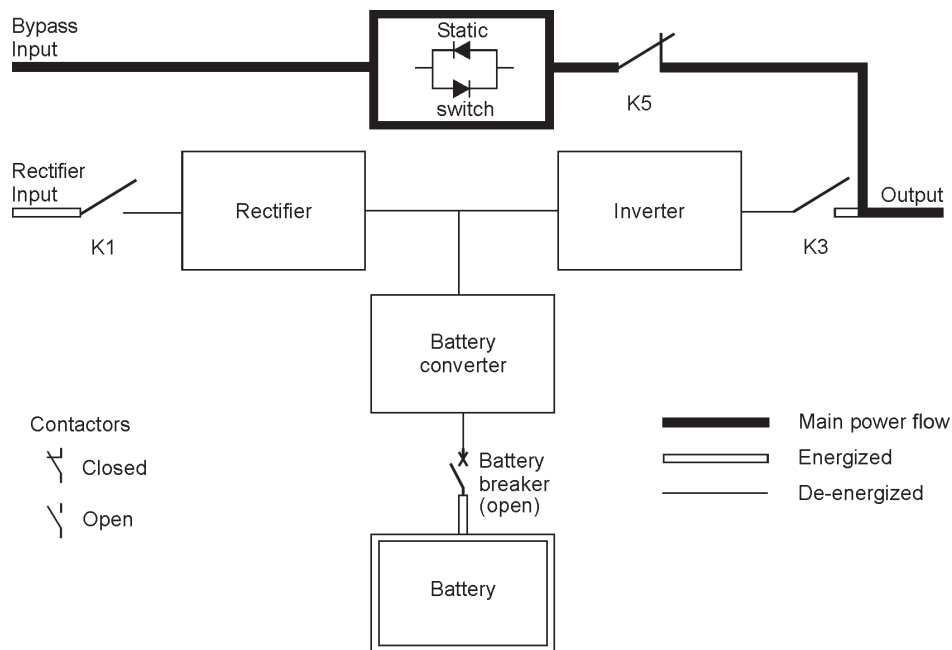 Bypass
Input
Static
switch
K5
Rectifier
Input
K1
Rectifier
Inverter
K3
Output
Battery
converter
Contactors
Closed
Open
Battery
breaker
(open)
Main power flow
Energized
De-energized
Battery